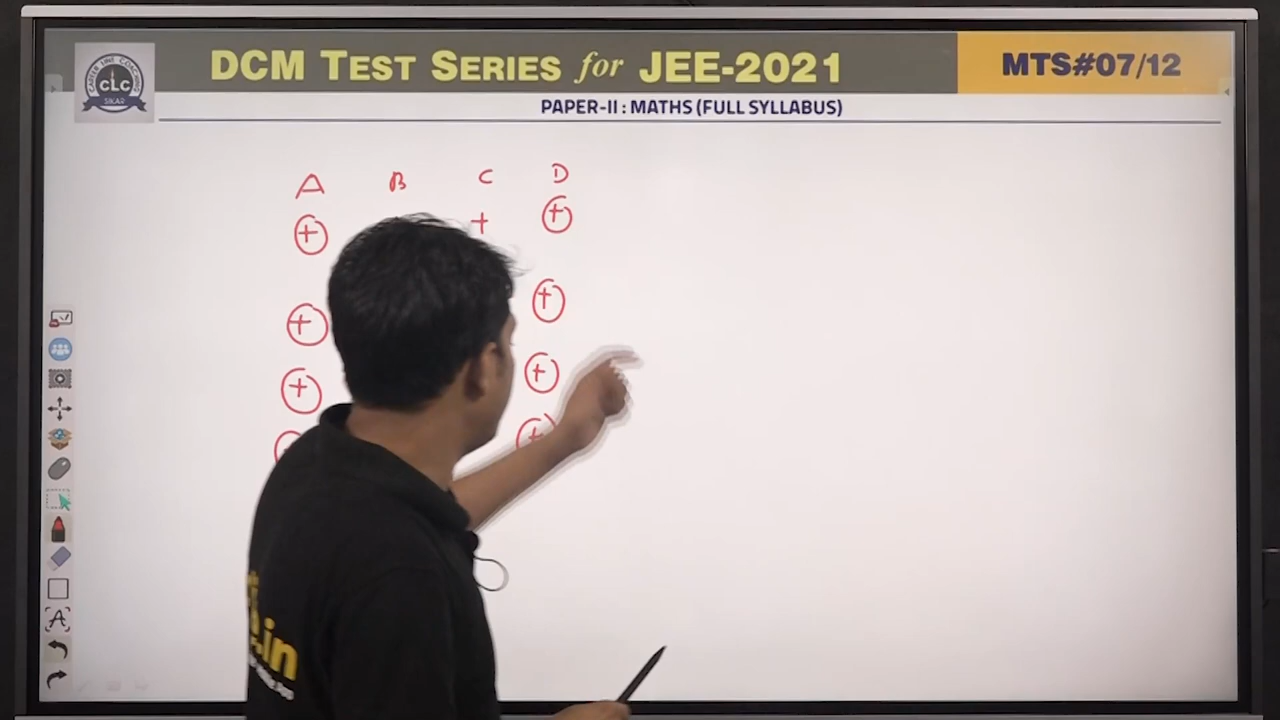 DCM TEST SERIES for JEE-2021
MTS#07/12
CAREER LINE COACHING
CLC
SIKAR
PAPER-II : MATHS (FULL SYLLABUS)
A B C D
+ + +
+ +
+ +
+
A
.in